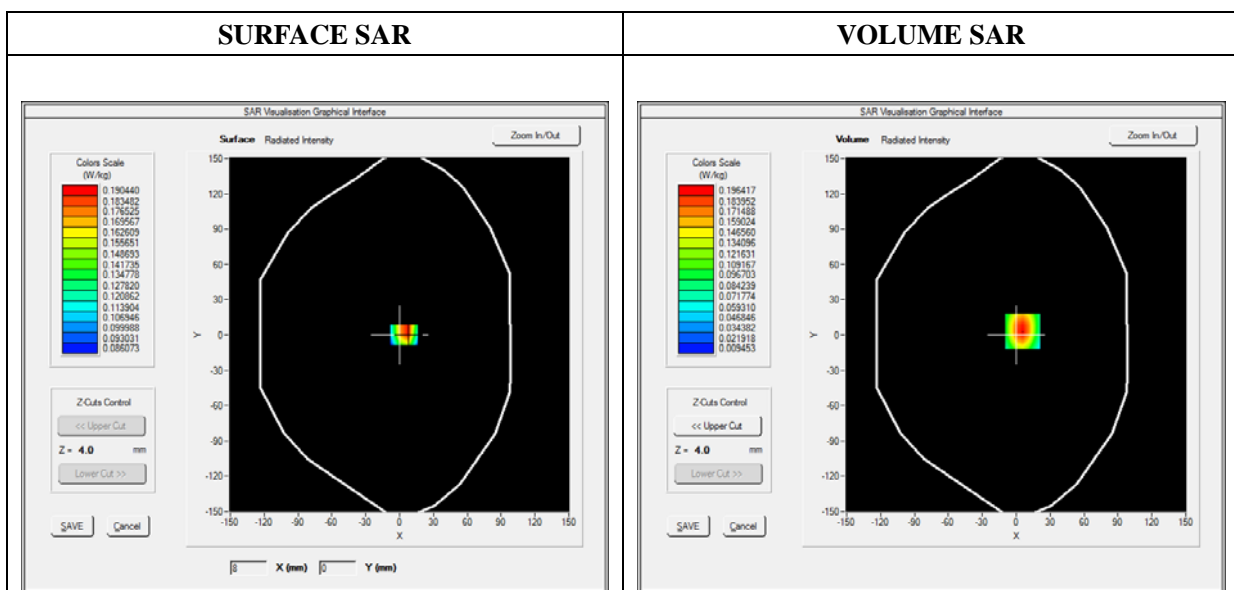 SURFACE SAR
SAR Visualisation Graphical Interface
Surface Radiated Intensity
Zoom In/Out
Colors Scale
(W/kg)
0.190440
0.183482
0.176525
0.169567
0.162609
0.155651
0.148693
0.141735
0.134778
0.127820
0.120862
0.113904
0.106946
0.099988
0.093031
0.086073
Z-Cuts Control
<< Upper Cut
Z = 4.0 mm
Lower Cut >>
SAVE Cancel
150
120
90
60
30
0
-30
-60
-90
-120
-150
Y
-150 -120 -90 -60 -30 0 30 60 90 120 150
X
8 X (mm) 0 Y (mm)
VOLUME SAR
SAR Visualisation Graphical Interface
Volume Radiated Intensity
Zoom In/Out
Colors Scale
(W/kg)
0.196417
0.183952
0.171488
0.159024
0.146560
0.134096
0.121631
0.109167
0.096703
0.084239
0.071774
0.059310
0.046846
0.034382
0.021918
0.009453
Z-Cuts Control
<< Upper Cut
Z = 4.0 mm
Lower Cut >>
SAVE Cancel
150
120
90
60
30
0
-30
-60
-90
-120
-150
Y
-150 -120 -90 -60 -30 0 30 60 90 120 150
X